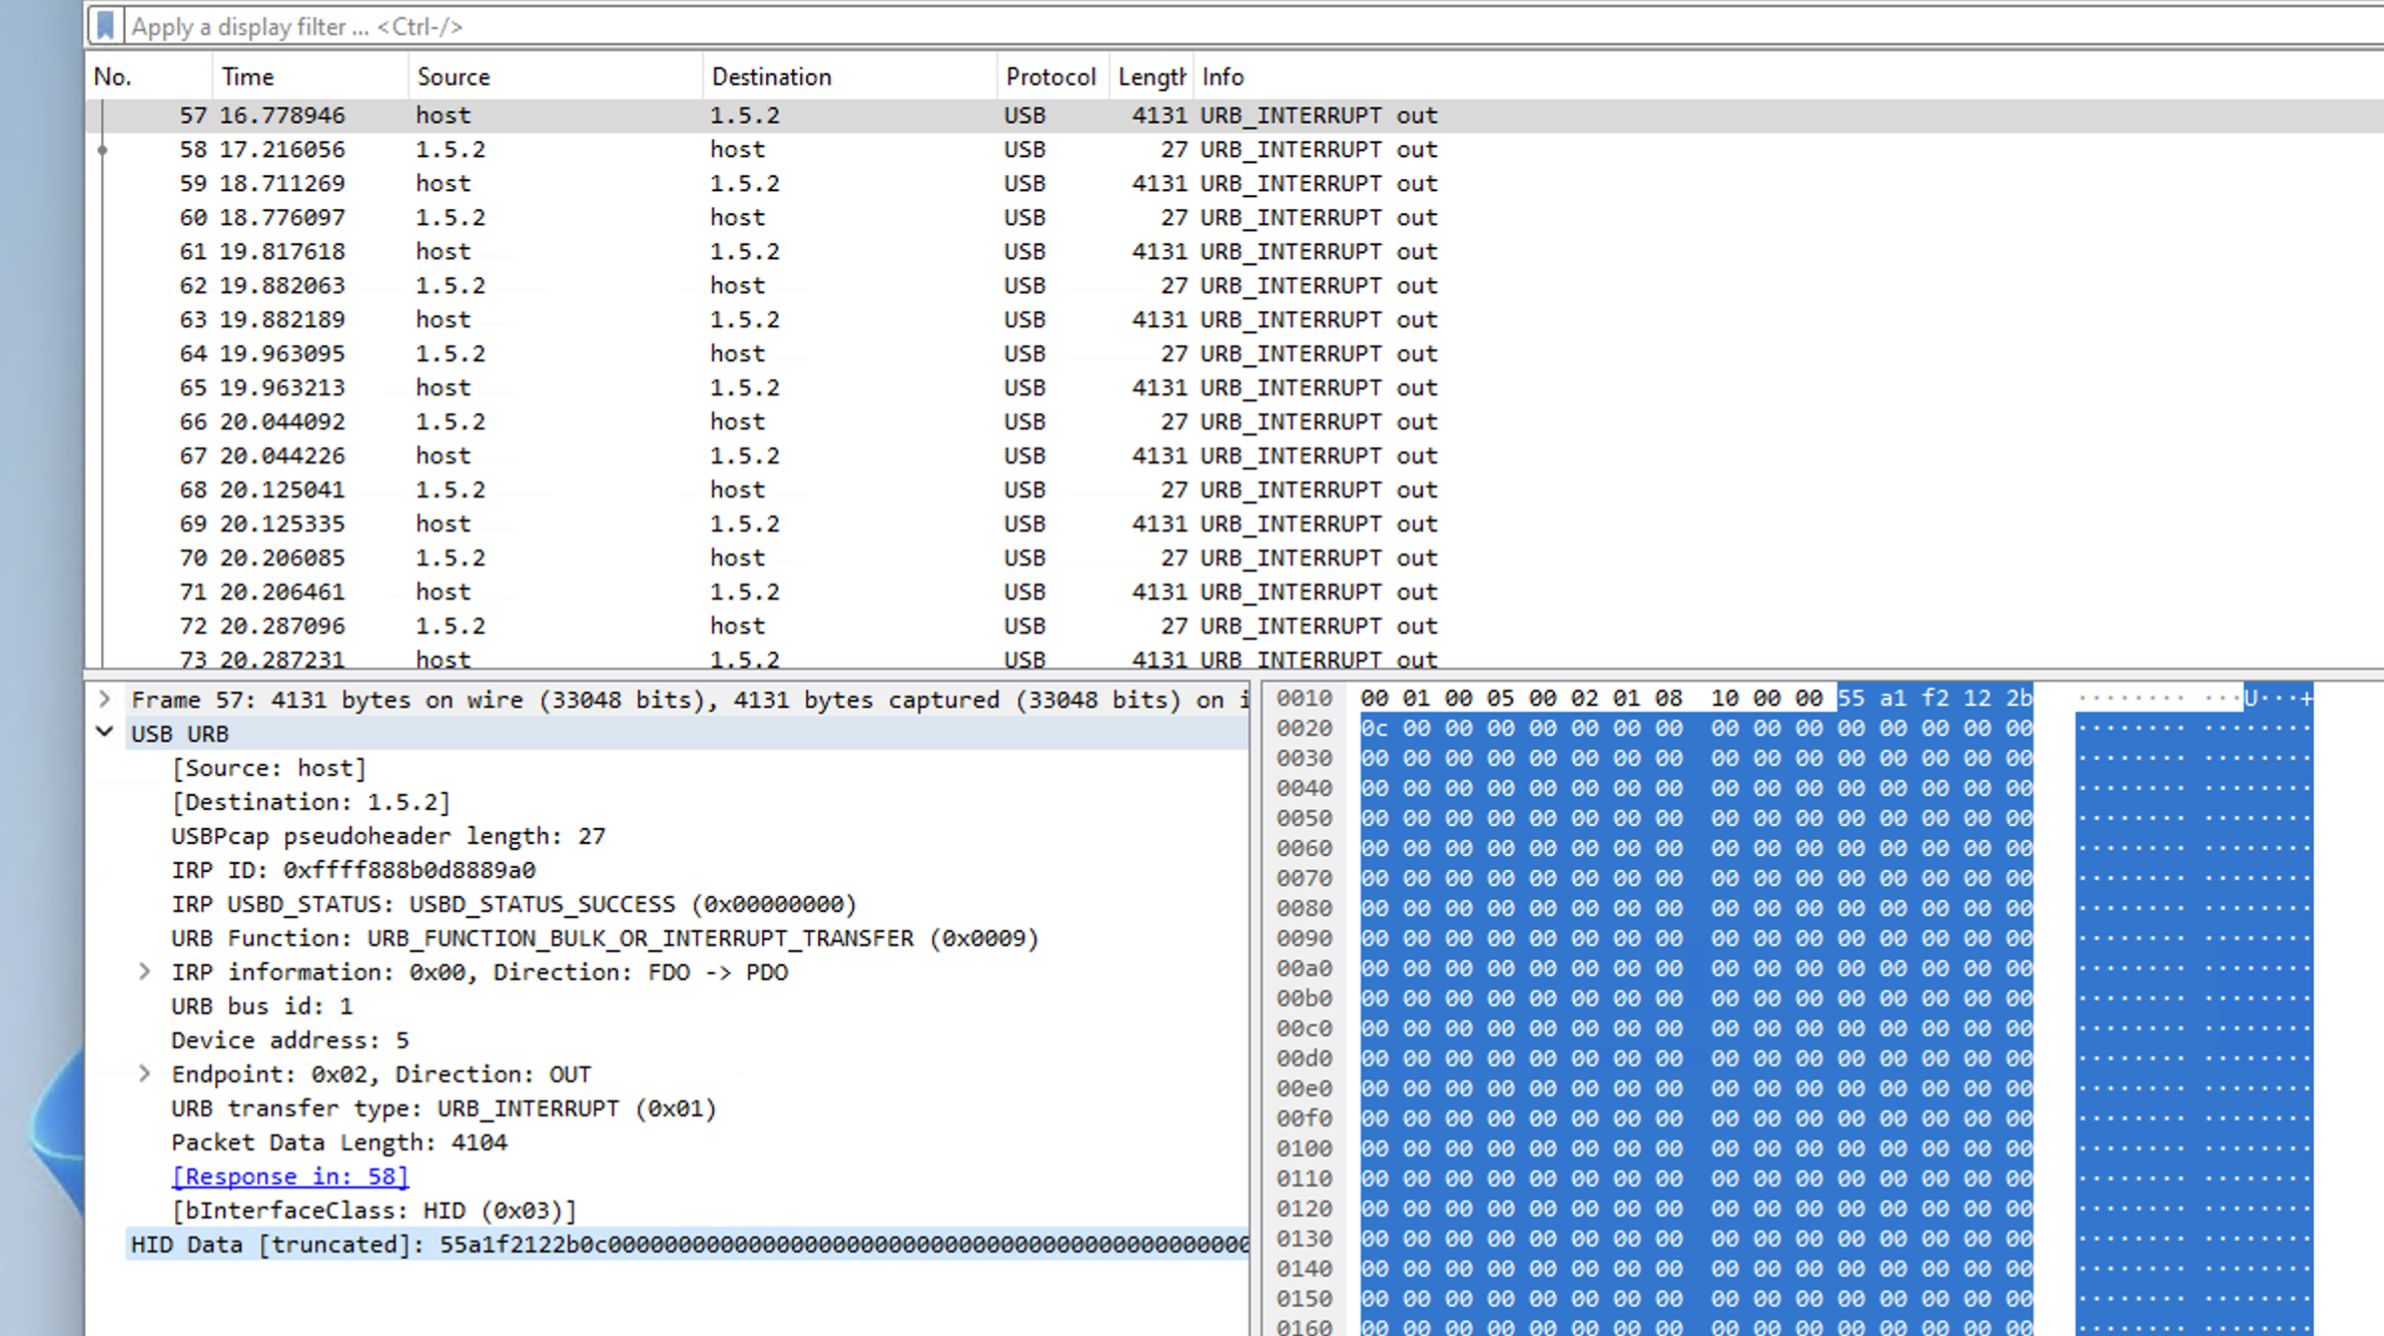 Apply a display filter ... <Ctrl-/>
No. Time Source Destination Protocol Length Info
57 16.778946 host 1.5.2 USB 4131 URB_INTERRUPT out
58 17.216056 1.5.2 host USB 27 URB_INTERRUPT out
59 18.711269 host 1.5.2 USB 4131 URB_INTERRUPT out
60 18.776097 1.5.2 host USB 27 URB_INTERRUPT out
61 19.817618 host 1.5.2 USB 4131 URB_INTERRUPT out
62 19.882063 1.5.2 host USB 27 URB_INTERRUPT out
63 19.882189 host 1.5.2 USB 4131 URB_INTERRUPT out
64 19.963095 1.5.2 host USB 27 URB_INTERRUPT out
65 19.963213 host 1.5.2 USB 4131 URB_INTERRUPT out
66 20.044092 1.5.2 host USB 27 URB_INTERRUPT out
67 20.044226 host 1.5.2 USB 4131 URB_INTERRUPT out
68 20.125041 1.5.2 host USB 27 URB_INTERRUPT out
69 20.125335 host 1.5.2 USB 4131 URB_INTERRUPT out
70 20.206085 1.5.2 host USB 27 URB_INTERRUPT out
71 20.206461 host 1.5.2 USB 4131 URB_INTERRUPT out
72 20.287096 1.5.2 host USB 27 URB_INTERRUPT out
73 20.287231 host 1.5.2 USB 4131 URB_INTERRUPT out
Frame 57: 4131 bytes on wire (33048 bits), 4131 bytes captured (33048 bits) on i
USB URB
[Source: host]
[Destination: 1.5.2]
USBPcap pseudoheader length: 27
IRP ID: 0xffff888b0d8889a0
IRP USBD_STATUS: USBD_STATUS_SUCCESS (0x00000000)
URB Function: URB_FUNCTION_BULK_OR_INTERRUPT_TRANSFER (0x0009)
IRP information: 0x00, Direction: FDO -> PDO
URB bus id: 1
Device address: 5
Endpoint: 0x02, Direction: OUT
URB transfer type: URB_INTERRUPT (0x01)
Packet Data Length: 4104
[Response in: 58]
[bInterfaceClass: HID (0x03)]
HID Data [truncated]: 55a1f2122b0c0000000000000000000000000000000000000000000000
0010 00 01 00 05 00 02 01 08 10 00 00 55 a1 f2 12 2b ········ ···U···+
0020 0c 00 00 00 00 00 00 00 00 00 00 00 00 00 00 00 ········ ········
0030 00 00 00 00 00 00 00 00 00 00 00 00 00 00 00 00 ········ ········
0040 00 00 00 00 00 00 00 00 00 00 00 00 00 00 00 00 ········ ········
0050 00 00 00 00 00 00 00 00 00 00 00 00 00 00 00 00 ········ ········
0060 00 00 00 00 00 00 00 00 00 00 00 00 00 00 00 00 ········ ········
0070 00 00 00 00 00 00 00 00 00 00 00 00 00 00 00 00 ········ ········
0080 00 00 00 00 00 00 00 00 00 00 00 00 00 00 00 00 ········ ········
0090 00 00 00 00 00 00 00 00 00 00 00 00 00 00 00 00 ········ ········
00a0 00 00 00 00 00 00 00 00 00 00 00 00 00 00 00 00 ········ ········
00b0 00 00 00 00 00 00 00 00 00 00 00 00 00 00 00 00 ········ ········
00c0 00 00 00 00 00 00 00 00 00 00 00 00 00 00 00 00 ········ ········
00d0 00 00 00 00 00 00 00 00 00 00 00 00 00 00 00 00 ········ ········
00e0 00 00 00 00 00 00 00 00 00 00 00 00 00 00 00 00 ········ ········
00f0 00 00 00 00 00 00 00 00 00 00 00 00 00 00 00 00 ········ ········
0100 00 00 00 00 00 00 00 00 00 00 00 00 00 00 00 00 ········ ········
0110 00 00 00 00 00 00 00 00 00 00 00 00 00 00 00 00 ········ ········
0120 00 00 00 00 00 00 00 00 00 00 00 00 00 00 00 00 ········ ········
0130 00 00 00 00 00 00 00 00 00 00 00 00 00 00 00 00 ········ ········
0140 00 00 00 00 00 00 00 00 00 00 00 00 00 00 00 00 ········ ········
0150 00 00 00 00 00 00 00 00 00 00 00 00 00 00 00 00 ········ ········
0160 00 00 00 00 00 00 00 00 00 00 00 00 00 00 00 00 ········ ········